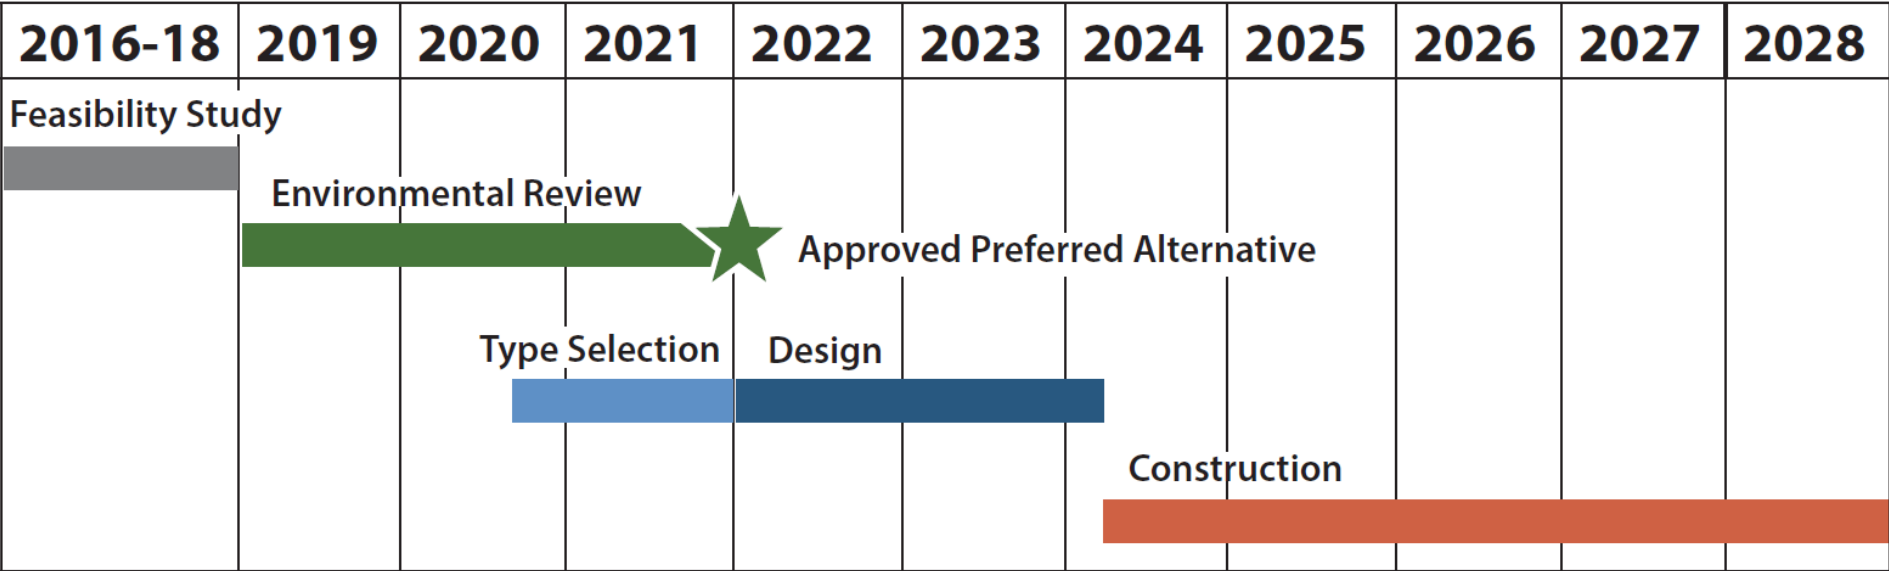 2016-18 2019 2020 2021 2022 2023 2024 2025 2026 2027 2028
Feasibility Study
Environmental Review
Approved Preferred Alternative
Type Selection Design
Construction